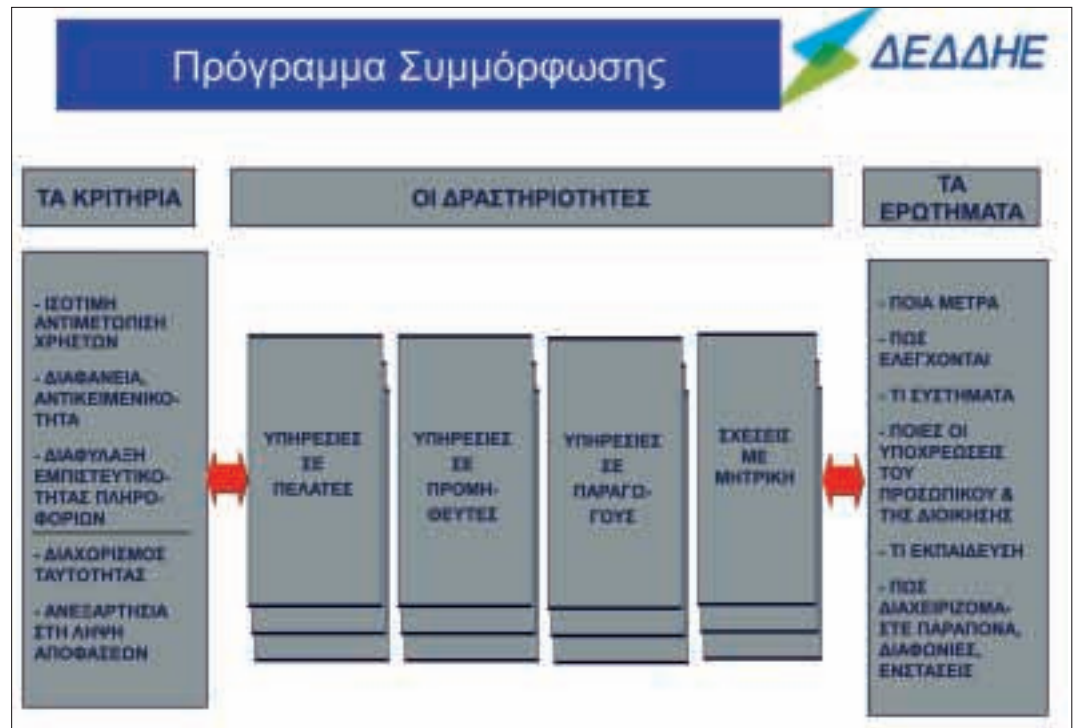 Πρόγραμμα Συμμόρφωσης
ΔΕΔΔΗΕ
ΤΑ ΚΡΙΤΗΡΙΑ
ΟΙ ΔΡΑΣΤΗΡΙΟΤΗΤΕΣ
ΤΑ
ΕΡΩΤΗΜΑΤΑ
- ΙΣΟΤΙΜΗ
ΑΝΤΙΜΕΤΩΠΙΣΗ
ΧΡΗΣΤΩΝ
- ΔΙΑΦΑΝΕΙΑ,
ΑΝΤΙΚΕΙΜΕΝΙΚΟ-
ΤΗΤΑ
- ΔΙΑΦΥΛΑΞΗ
ΕΜΠΙΣΤΕΥΤΙΚΟ-
ΤΗΤΑΣ ΠΛΗΡΟ-
ΦΟΡΙΩΝ
- ΔΙΑΧΩΡΙΣΜΟΣ
ΤΑΥΤΟΤΗΤΑΣ
- ΑΝΕΞΑΡΤΗΣΙΑ
ΣΤΗ ΛΗΨΗ
ΑΠΟΦΑΣΕΩΝ
ΥΠΗΡΕΣΙΕΣ
ΣΕ
ΠΕΛΑΤΕΣ
ΥΠΗΡΕΣΙΕΣ
ΣΕ
ΠΡΟΜΗ-
ΘΕΥΤΕΣ
ΥΠΗΡΕΣΙΕΣ
ΣΕ
ΠΑΡΑΓΩ-
ΓΟΥΣ
ΣΧΕΣΕΙΣ
ΜΕ
ΜΗΤΡΙΚΗ
- ΠΟΙΑ ΜΕΤΡΑ
- ΠΩΣ
ΕΛΕΓΧΟΝΤΑΙ
- ΤΙ ΣΥΣΤΗΜΑΤΑ
- ΠΟΙΕΣ ΟΙ
ΥΠΟΧΡΕΩΣΕΙΣ
ΤΟΥ
ΠΡΟΣΩΠΙΚΟΥ &
ΤΗΣ ΔΙΟΙΚΗΣΗΣ
- ΤΙ ΕΚΠΑΙΔΕΥΣΗ
- ΠΩΣ
ΔΙΑΧΕΙΡΙΖΟΜΑ-
ΣΤΕ ΠΑΡΑΠΟΝΑ,
ΔΙΑΦΩΝΙΕΣ,
ΕΝΣΤΑΣΕΙΣ